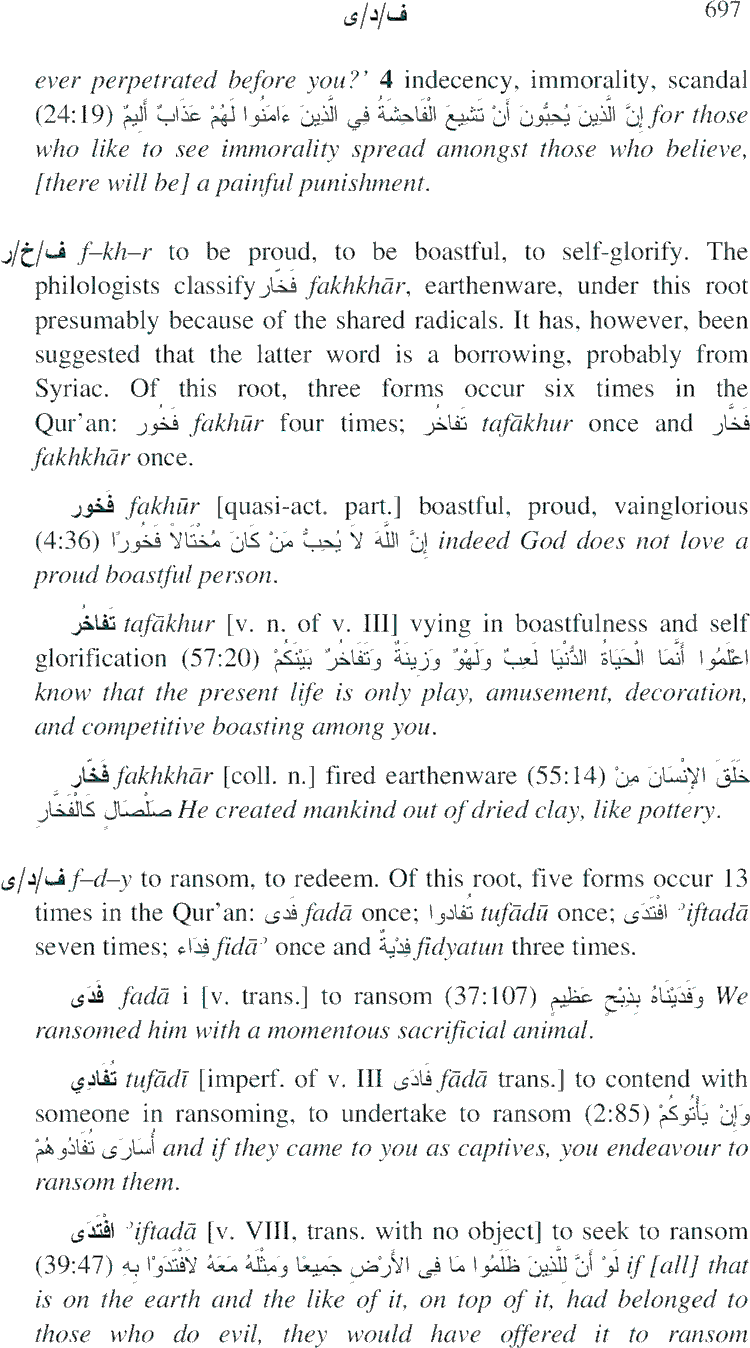 ف/د/ى 697
ever perpetrated before you?’ 4 indecency, immorality, scandal
(24:19) إِنَّ الَّذِينَ يُحِبُّونَ أَنْ تَشِيعَ الْفَاحِشَةُ فِي الَّذِينَ ءَامَنُوا لَهُمْ عَذَابٌ أَلِيمٌ for those
who like to see immorality spread amongst those who believe,
[there will be] a painful punishment.
ف/خ/ر f–kh–r to be proud, to be boastful, to self-glorify. The
philologists classify فَخَّار fakhkhār, earthenware, under this root
presumably because of the shared radicals. It has, however, been
suggested that the latter word is a borrowing, probably from
Syriac. Of this root, three forms occur six times in the
Qur’an: فَخُور fakhūr four times; تَفاخُر tafākhur once and فَخَّار
fakhkhār once.
فَخور fakhūr [quasi-act. part.] boastful, proud, vainglorious
(4:36) إِنَّ اللَّهَ لاَ يُحِبُّ مَنْ كَانَ مُخْتَالاً فَخُورًا indeed God does not love a
proud boastful person.
تَفاخُر tafākhur [v. n. of v. III] vying in boastfulness and self
glorification (57:20) اعْلَمُوا أَنَّمَا الْحَيَاةُ الدُّنْيَا لَعِبٌ وَلَهْوٌ وَزِينَةٌ وَتَفَاخُرٌ بَيْنَكُمْ
know that the present life is only play, amusement, decoration,
and competitive boasting among you.
فَخّار fakhkhār [coll. n.] fired earthenware (55:14) خَلَقَ الإِنْسَانَ مِنْ
صَلْصَالٍ كَالْفَخَّارِ He created mankind out of dried clay, like pottery.
ف/د/ى f–d–y to ransom, to redeem. Of this root, five forms occur 13
times in the Qur’an: فَدى fadā once; تُفادوا tufādū once; افْتَدَى ʾiftadā
seven times; فِدَاء fidāʾ once and فِدْيَةٌ fidyatun three times.
فَدَى fadā i [v. trans.] to ransom (37:107) وَفَدَيْنَاهُ بِذِبْحٍ عَظِيمٍ We
ransomed him with a momentous sacrificial animal.
تُفَادِي tufādī [imperf. of v. III فَادَى fādā trans.] to contend with
someone in ransoming, to undertake to ransom (2:85) وَإِنْ يَأْتُوكُمْ
أُسَارَى تُفَادُوهُمْ and if they came to you as captives, you endeavour to
ransom them.
افْتَدَى ʾiftadā [v. VIII, trans. with no object] to seek to ransom
(39:47) لَوْ أَنَّ لِلَّذِينَ ظَلَمُوا مَا فِى الأَرْضِ جَمِيعًا وَمِثْلَهُ مَعَهُ لاَفْتَدَوْا بِهِ if [all] that
is on the earth and the like of it, on top of it, had belonged to
those who do evil, they would have offered it to ransom